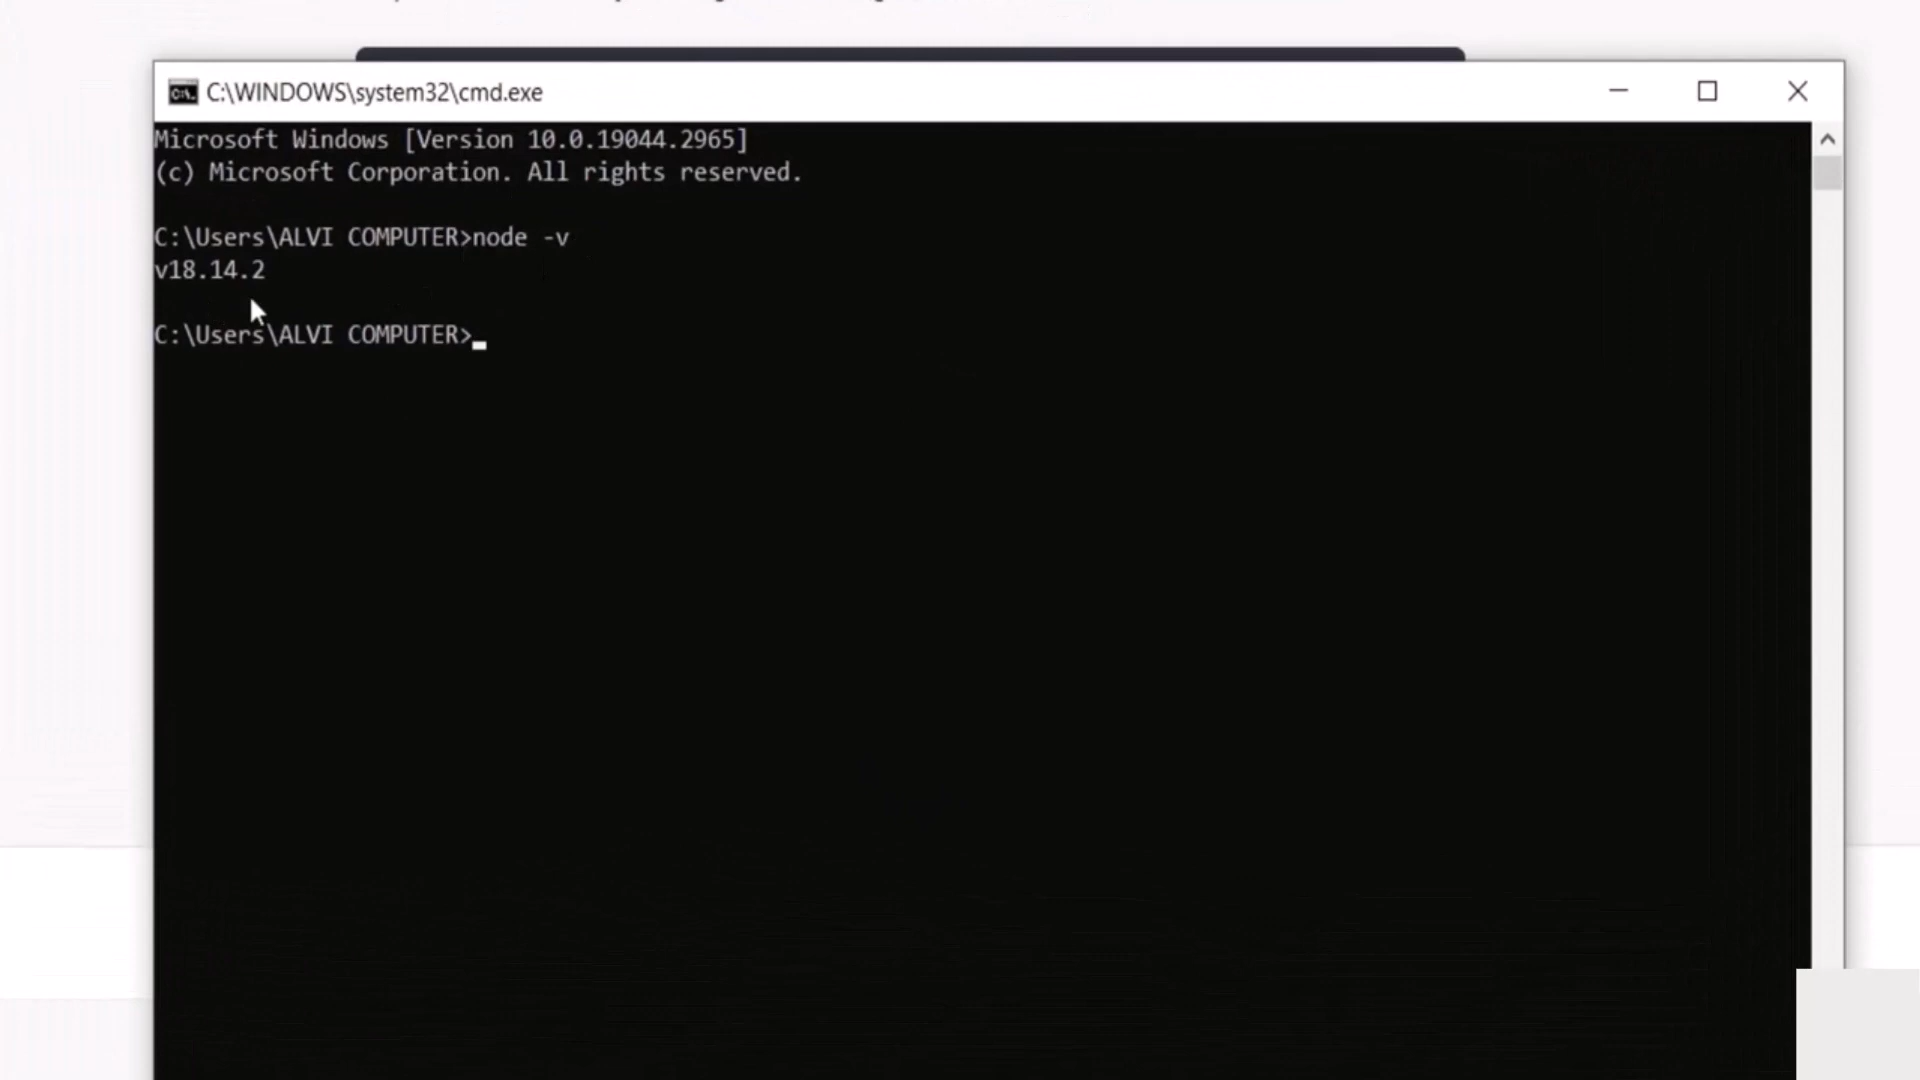 C:\WINDOWS\system32\cmd.exe
Microsoft Windows [Version 10.0.19044.2965]
(c) Microsoft Corporation. All rights reserved.
C:\Users\ALVI COMPUTER>node -v
v18.14.2
C:\Users\ALVI COMPUTER>